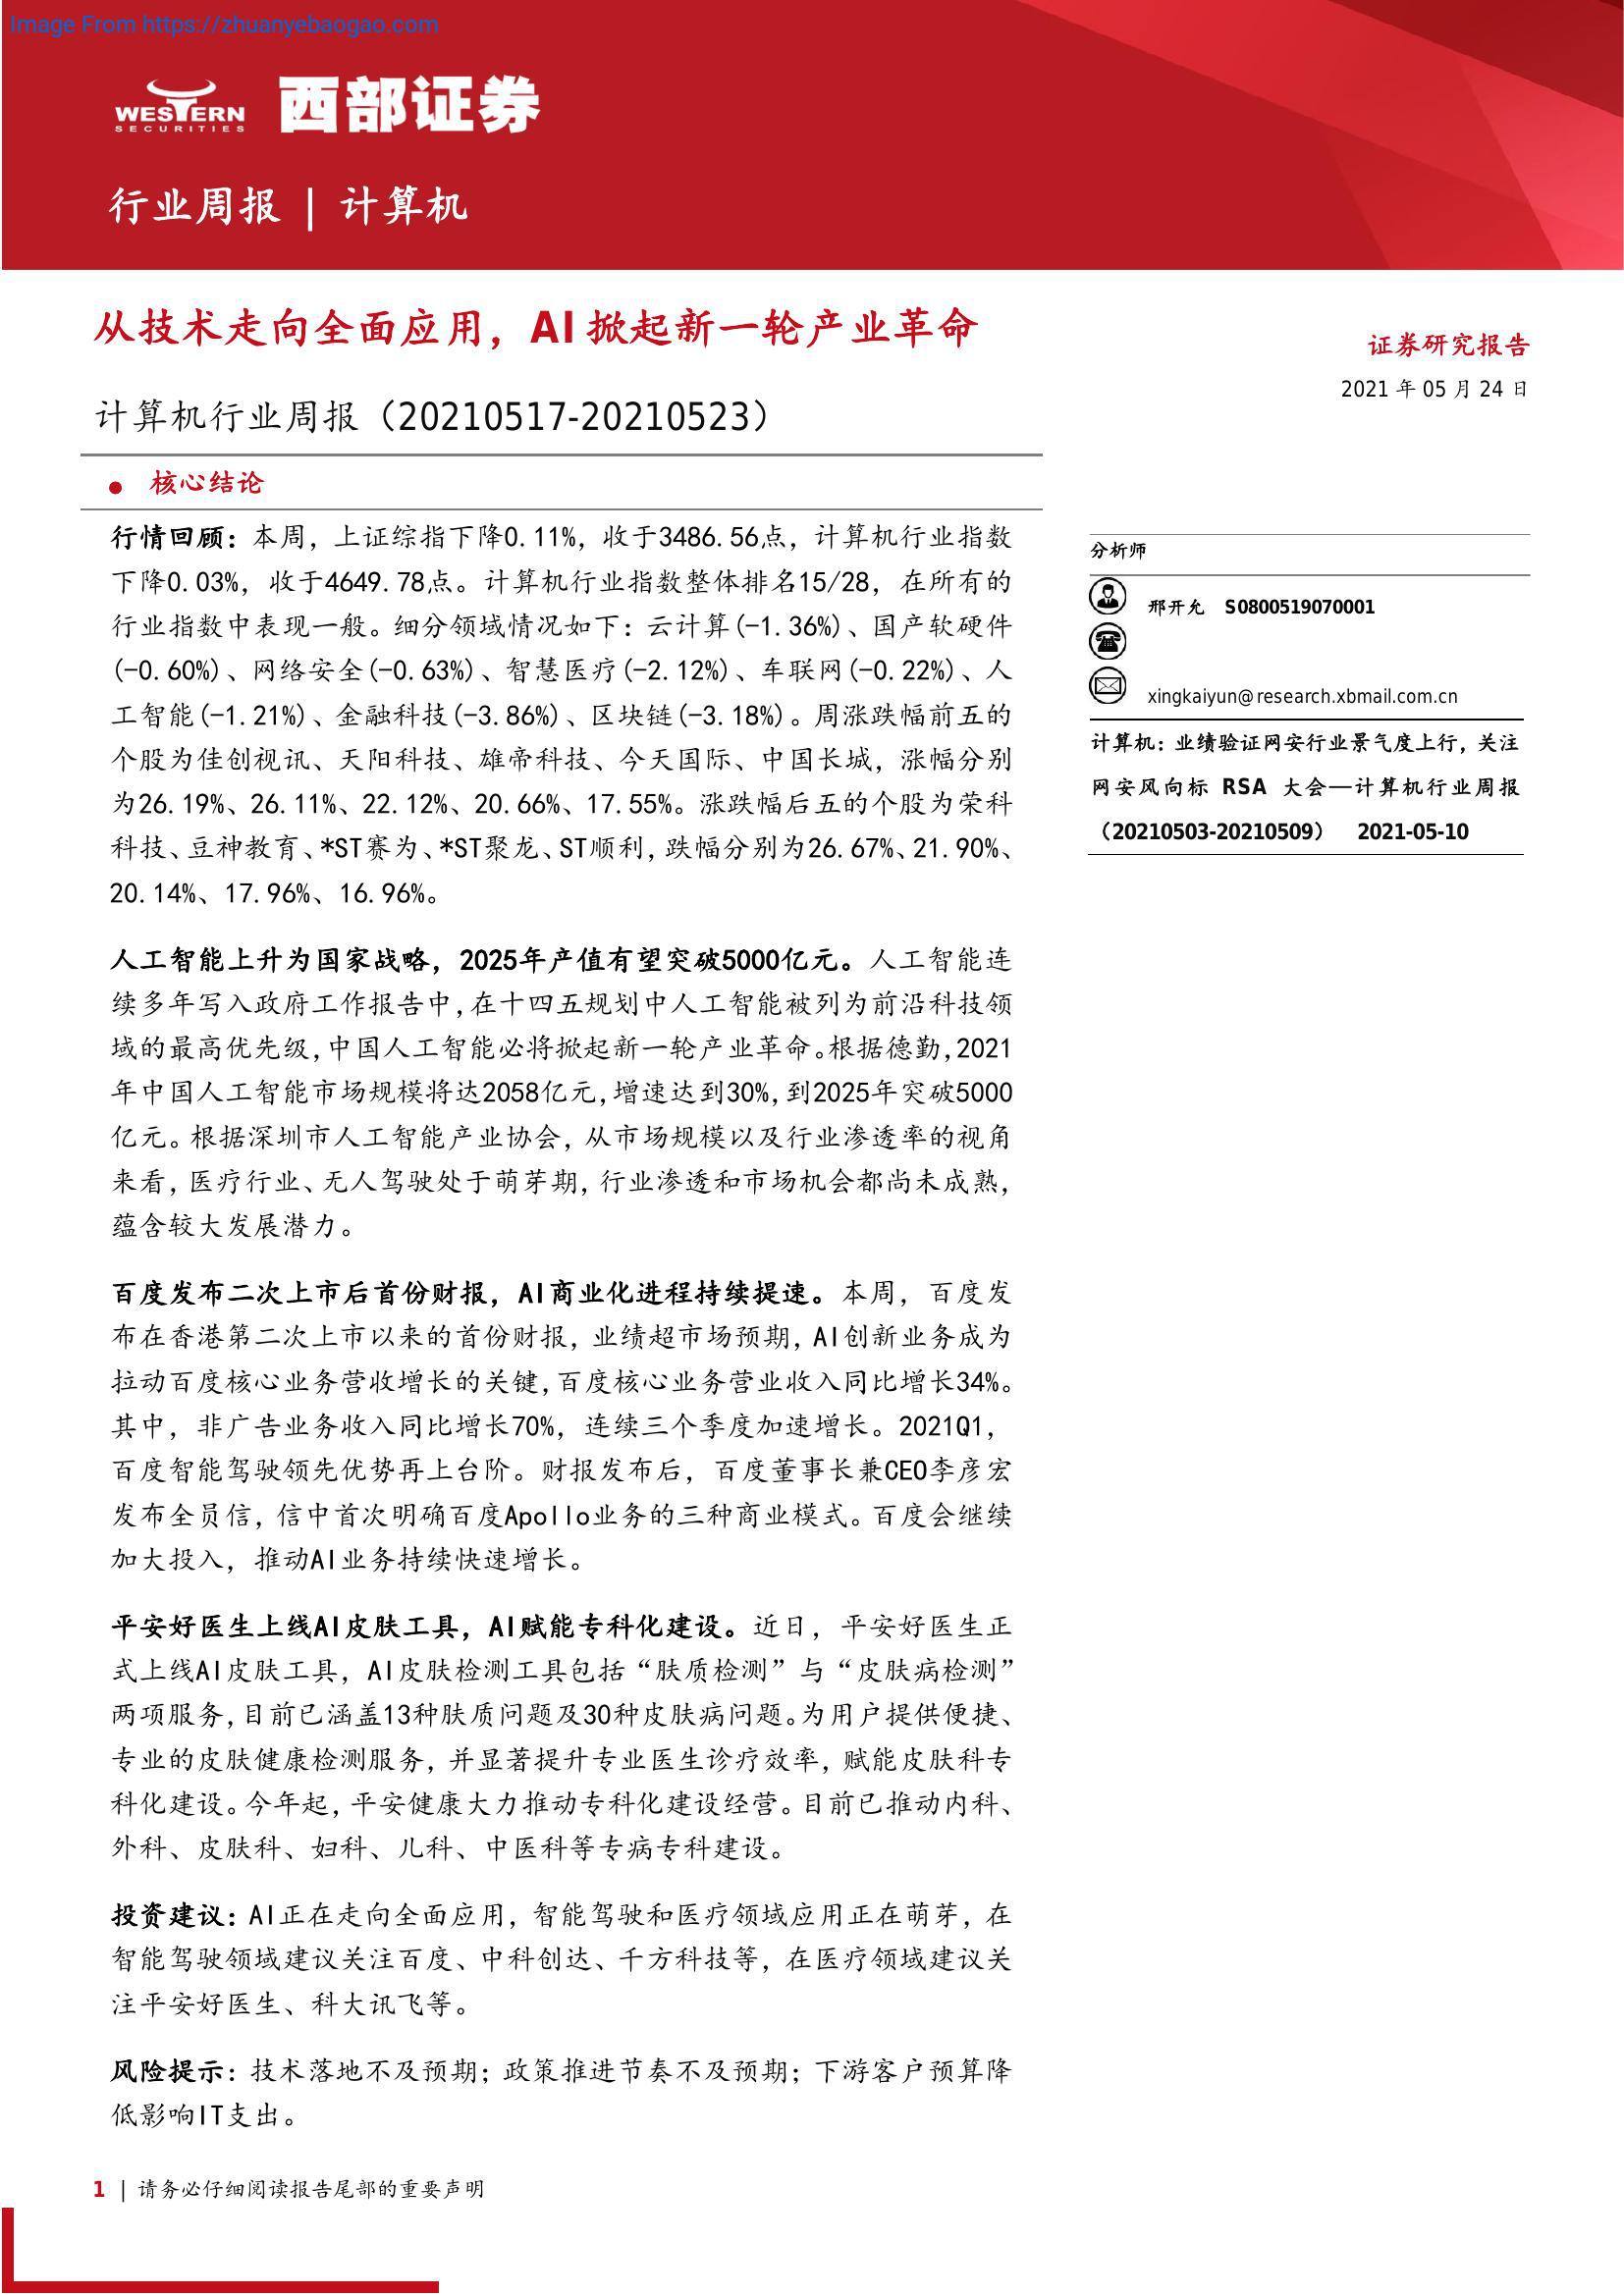 Image From https://zhuanyebaogao.com
WESTERN
SECURITIES
西部证券
行业周报 | 计算机
从技术走向全面应用，AI掀起新一轮产业革命
计算机行业周报（20210517-20210523）
● 核心结论
行情回顾：本周，上证综指下降0.11%，收于3486.56点，计算机行业指数
下降0.03%，收于4649.78点。计算机行业指数整体排名15/28，在所有的
行业指数中表现一般。细分领域情况如下：云计算(-1.36%)、国产软硬件
(-0.60%)、网络安全(-0.63%)、智慧医疗(-2.12%)、车联网(-0.22%)、人
工智能(-1.21%)、金融科技(-3.86%)、区块链(-3.18%)。周涨跌幅前五的
个股为佳创视讯、天阳科技、雄帝科技、今天国际、中国长城，涨幅分别
为26.19%、26.11%、22.12%、20.66%、17.55%。涨跌幅后五的个股为荣科
科技、豆神教育、*ST赛为、*ST聚龙、ST顺利，跌幅分别为26.67%、21.90%、
20.14%、17.96%、16.96%。
人工智能上升为国家战略，2025年产值有望突破5000亿元。人工智能连
续多年写入政府工作报告中，在十四五规划中人工智能被列为前沿科技领
域的最高优先级，中国人工智能必将掀起新一轮产业革命。根据德勤，2021
年中国人工智能市场规模将达2058亿元，增速达到30%，到2025年突破5000
亿元。根据深圳市人工智能产业协会，从市场规模以及行业渗透率的视角
来看，医疗行业、无人驾驶处于萌芽期，行业渗透和市场机会都尚未成熟，
蕴含较大发展潜力。
百度发布二次上市后首份财报，AI商业化进程持续提速。本周，百度发
布在香港第二次上市以来的首份财报，业绩超市场预期，AI创新业务成为
拉动百度核心业务营收增长的关键，百度核心业务营业收入同比增长34%。
其中，非广告业务收入同比增长70%，连续三个季度加速增长。2021Q1，
百度智能驾驶领先优势再上台阶。财报发布后，百度董事长兼CEO李彦宏
发布全员信，信中首次明确百度Apollo业务的三种商业模式。百度会继续
加大投入，推动AI业务持续快速增长。
平安好医生上线AI皮肤工具，AI赋能专科化建设。近日，平安好医生正
式上线AI皮肤工具，AI皮肤检测工具包括“肤质检测”与“皮肤病检测”
两项服务，目前已涵盖13种肤质问题及30种皮肤病问题。为用户提供便捷、
专业的皮肤健康检测服务，并显著提升专业医生诊疗效率，赋能皮肤科专
科化建设。今年起，平安健康大力推动专科化建设经营。目前已推动内科、
外科、皮肤科、妇科、儿科、中医科等专病专科建设。
投资建议：AI正在走向全面应用，智能驾驶和医疗领域应用正在萌芽，在
智能驾驶领域建议关注百度、中科创达、千方科技等，在医疗领域建议关
注平安好医生、科大讯飞等。
风险提示：技术落地不及预期；政策推进节奏不及预期；下游客户预算降
低影响IT支出。
证券研究报告
2021 年 05 月 24 日
分析师
邢开允 S0800519070001
xingkaiyun@research.xbmail.com.cn
计算机：业绩验证网安行业景气度上行，关注
网安风向标 RSA 大会—计算机行业周报
（20210503-20210509） 2021-05-10
1 | 请务必仔细阅读报告尾部的重要声明